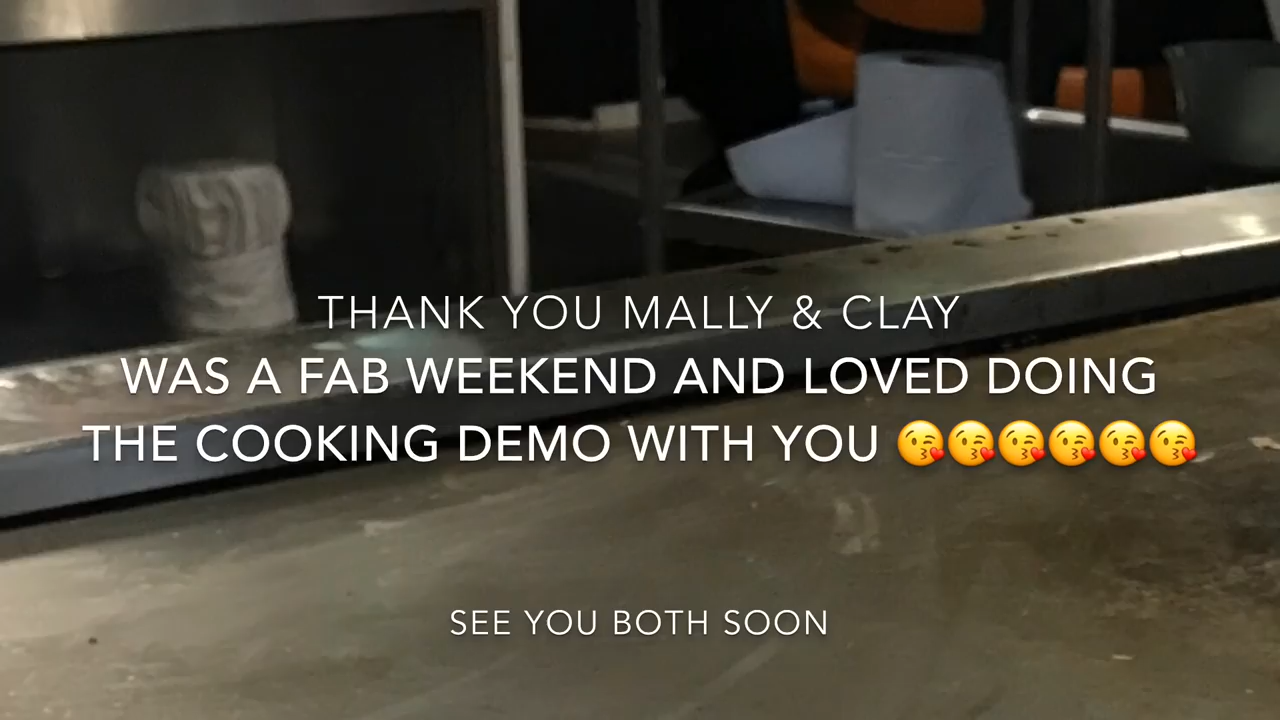 THANK YOU MALLY & CLAY
WAS A FAB WEEKEND AND LOVED DOING
THE COOKING DEMO WITH YOU 😘😘😘😘😘😘
SEE YOU BOTH SOON